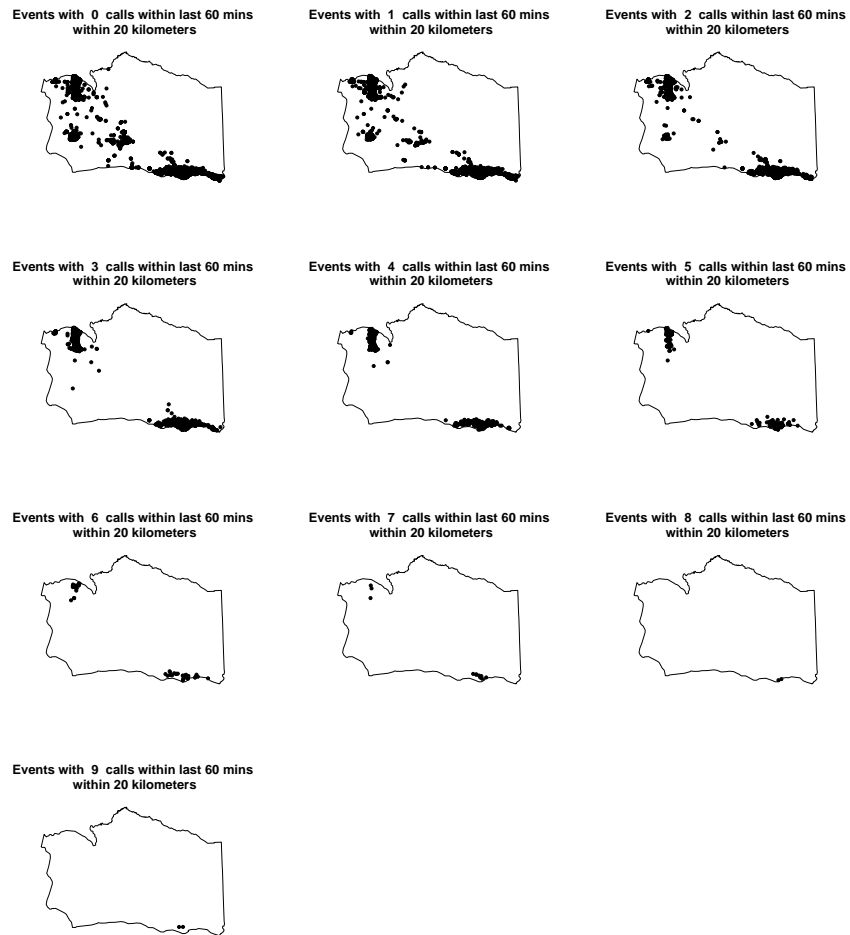 Events with 0 calls within last 60 mins
within 20 kilometers
Events with 1 calls within last 60 mins
within 20 kilometers
Events with 2 calls within last 60 mins
within 20 kilometers
Events with 3 calls within last 60 mins
within 20 kilometers
Events with 4 calls within last 60 mins
within 20 kilometers
Events with 5 calls within last 60 mins
within 20 kilometers
Events with 6 calls within last 60 mins
within 20 kilometers
Events with 7 calls within last 60 mins
within 20 kilometers
Events with 8 calls within last 60 mins
within 20 kilometers
Events with 9 calls within last 60 mins
within 20 kilometers